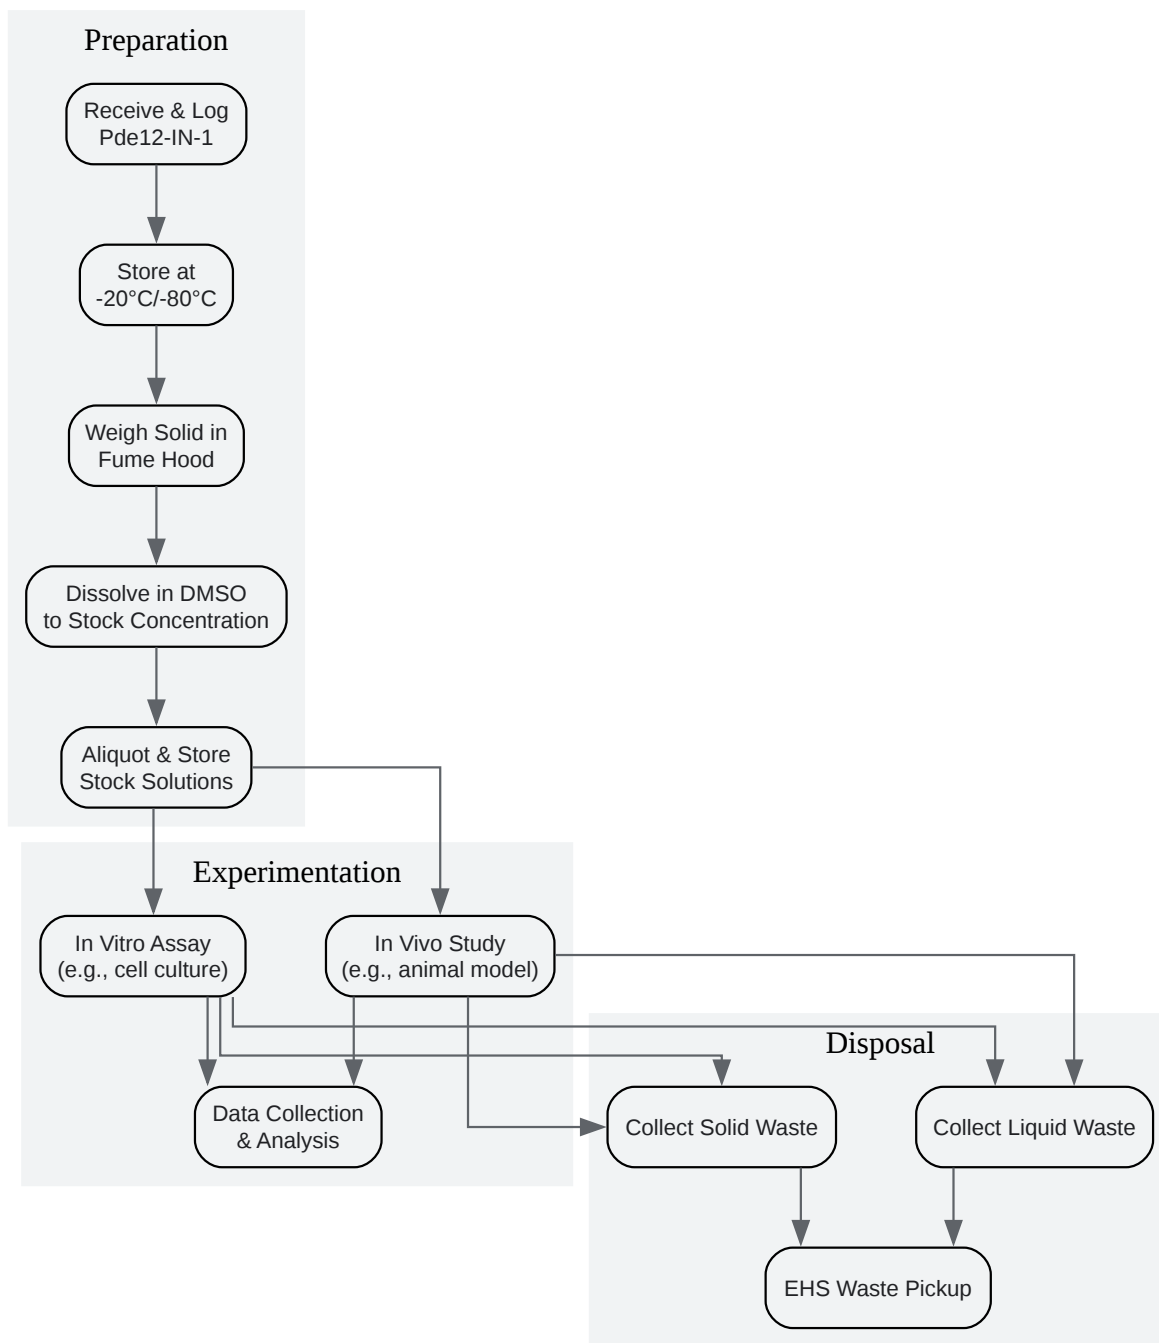 Preparation
Receive & Log
Pde12-IN-1
Store at
-20°C/-80°C
Weigh Solid in
Fume Hood
Dissolve in DMSO
to Stock Concentration
Aliquot & Store
Stock Solutions
Experimentation
In Vitro Assay
(e.g., cell culture)
In Vivo Study
(e.g., animal model)
Data Collection
& Analysis
Disposal
Collect Solid Waste
Collect Liquid Waste
EHS Waste Pickup